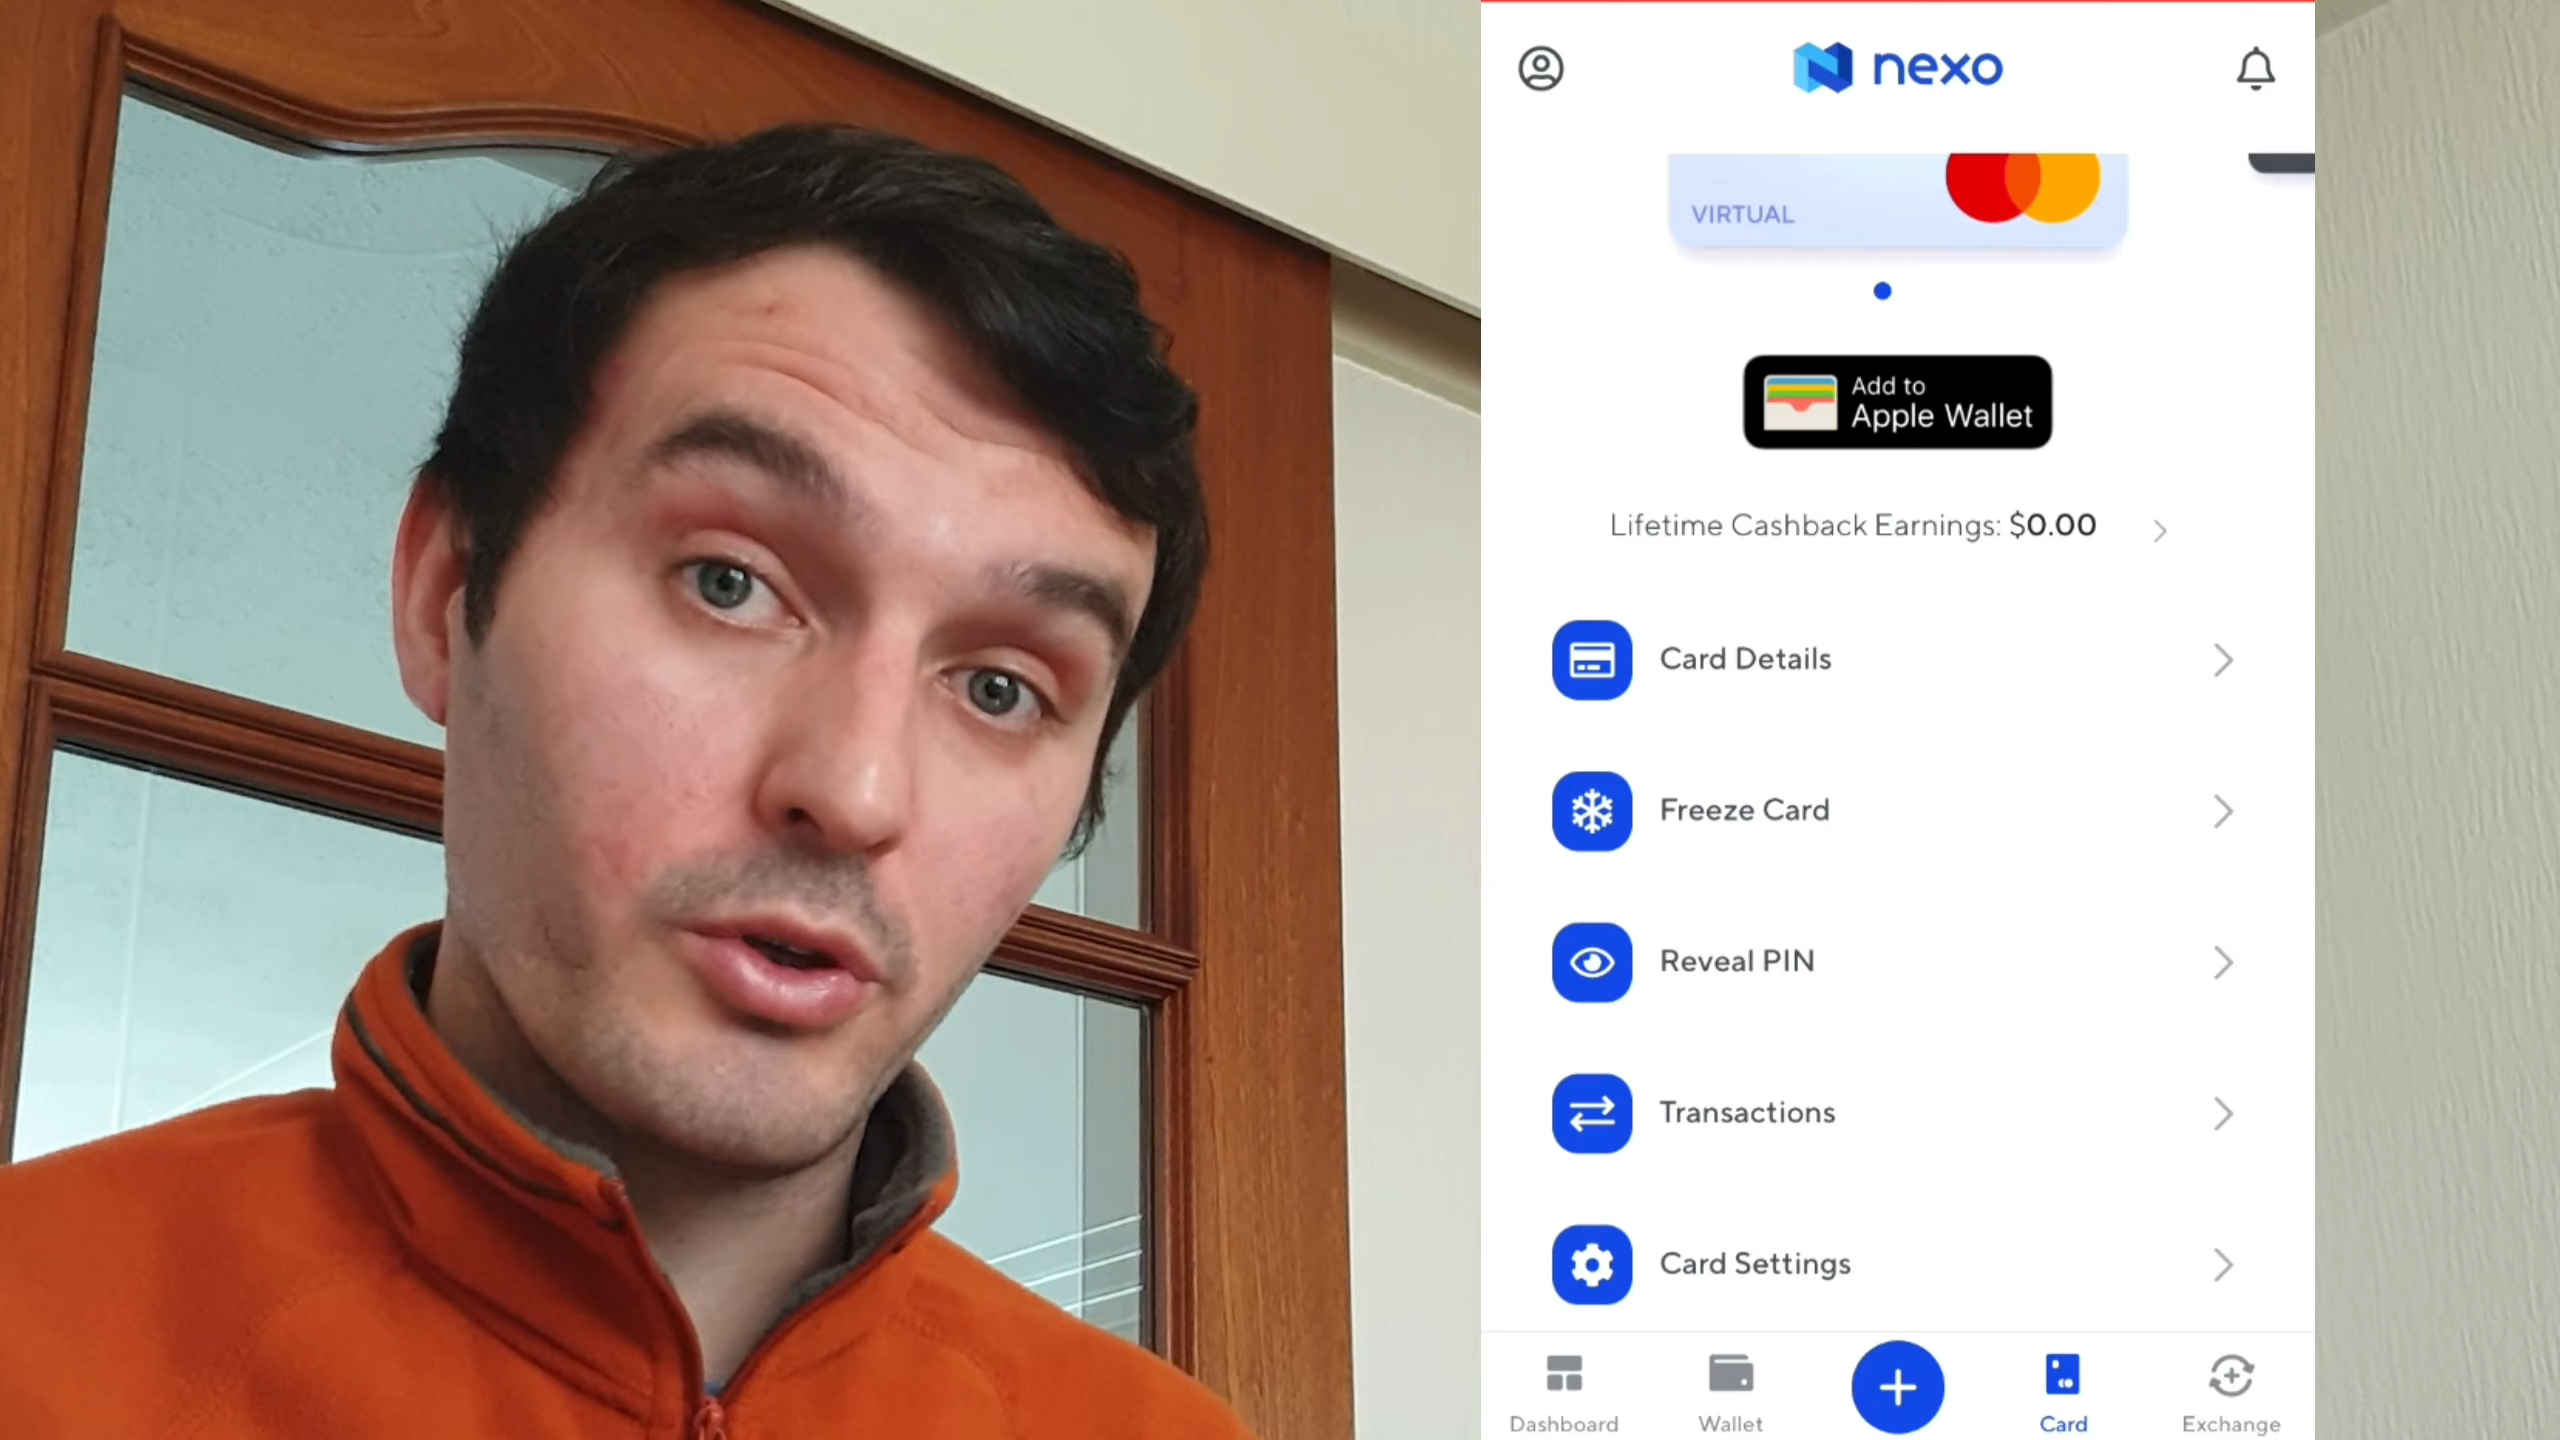 nexo
VIRTUAL
Add to
Apple Wallet
Lifetime Cashback Earnings: $0.00
Card Details
Freeze Card
Reveal PIN
Transactions
Card Settings
Dashboard
Wallet
Card
Exchange